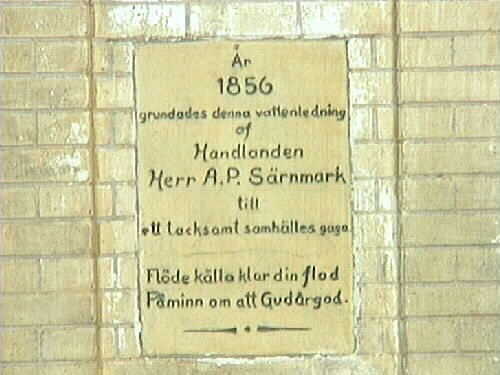 År
1856
grundades denna vattenledning
af
Handlanden
Herr A.P. Särnmark
till
ett tacksamt samhälles gagn
Flöde källa klar din flod
Påminn om att Gud är god.